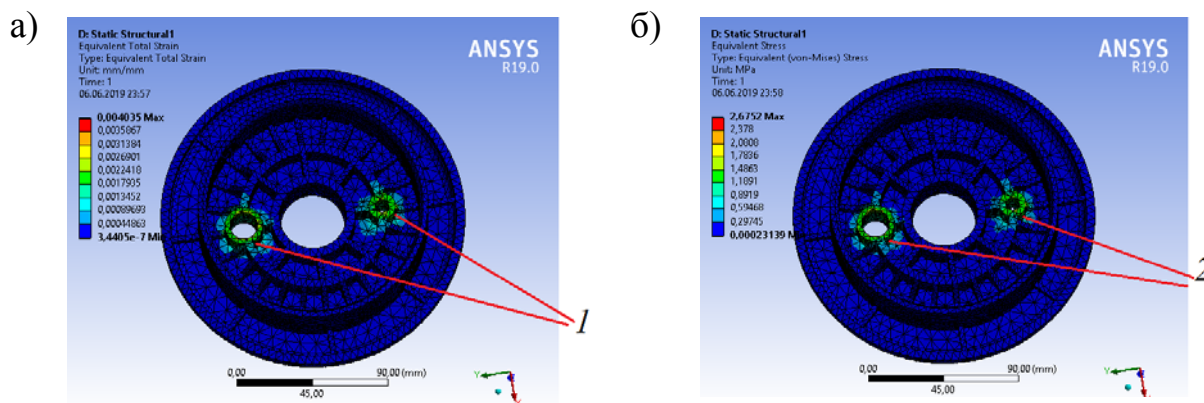 а)
D: Static Structural1
Equivalent Total Strain
Type: Equivalent Total Strain
Unit: mm/mm
Time: 1
06.06.2019 23:57
ANSYS
R19.0
0,004035 Max
0,0035867
0,0031384
0,0026901
0,0022418
0,0017935
0,0013452
0,00089693
0,00044863
3,4405e-7 Mi
1
0,00
90,00 (mm)
45,00
Y
б)
D: Static Structural1
Equivalent Stress
Type: Equivalent (von-Mises) Stress
Unit: MPa
Time: 1
06.06.2019 23:58
ANSYS
R19.0
2,6752 Max
2,378
2,0808
1,7836
1,4863
1,1891
0,8919
0,59468
0,29745
0,00023139 M
2
0,00
90,00 (mm)
45,00
Y